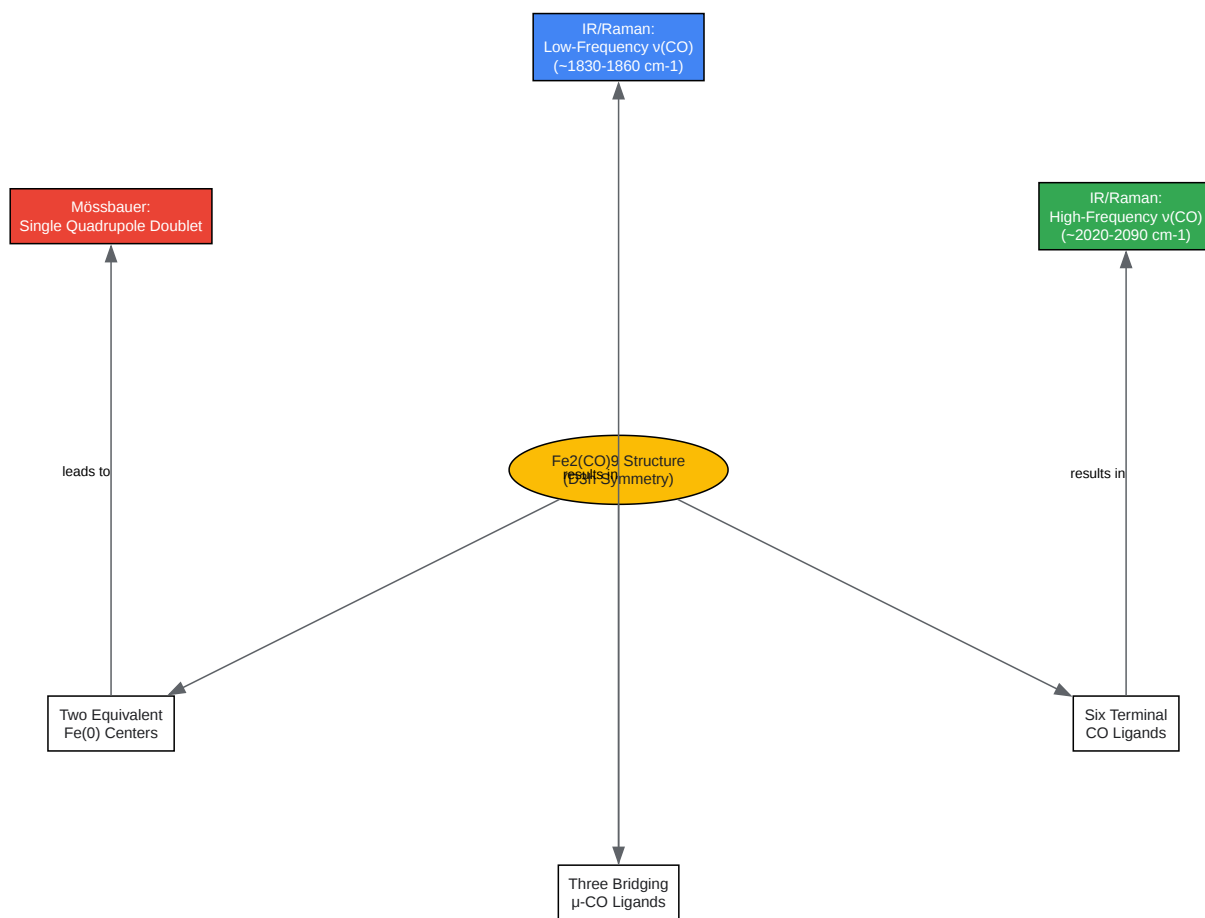 IR/Raman:
Low-Frequency ν(CO)
(~1830-1860 cm-1)
Mössbauer:
Single Quadrupole Doublet
IR/Raman:
High-Frequency ν(CO)
(~2020-2090 cm-1)
Fe2(CO)9 Structure
(D3h Symmetry)
leads to
results in
results in
Two Equivalent
Fe(0) Centers
Six Terminal
CO Ligands
Three Bridging
μ-CO Ligands